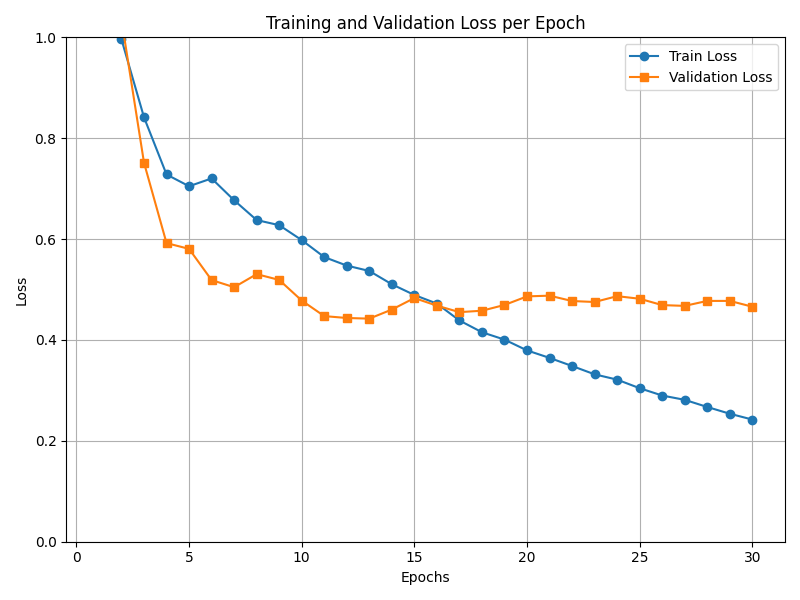 Training and Validation Loss per Epoch
Train Loss
Validation Loss
1.0
0.8
0.6
0.4
0.2
0.0
Loss
0 5 10 15 20 25 30
Epochs